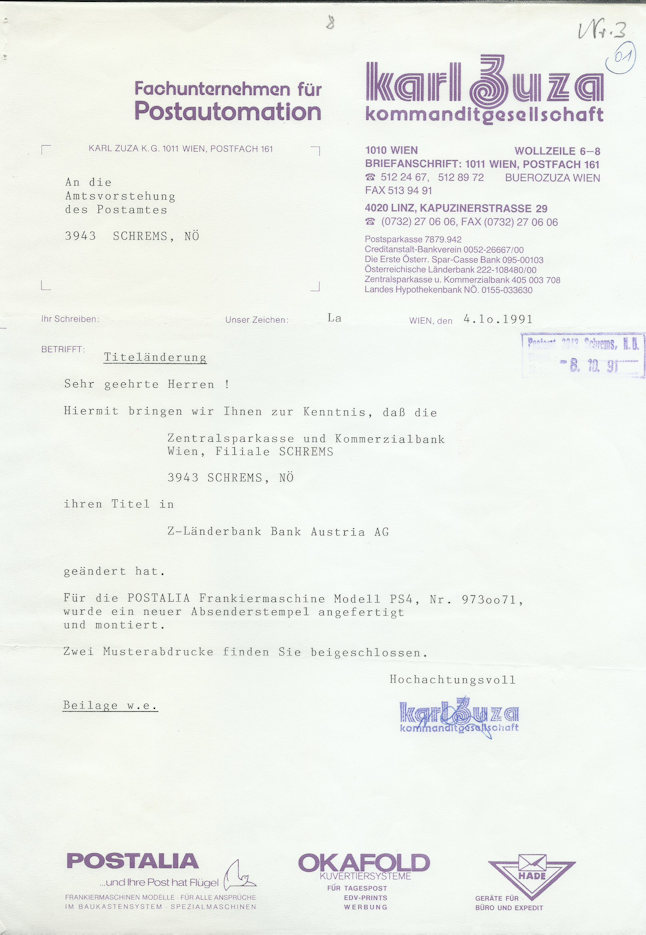 8
Nr. 3
01
Fachunternehmen für
Postautomation
karl Zuza
kommanditgesellschaft
KARL ZUZA K.G. 1011 WIEN, POSTFACH 161
An die
Amtsvorstehung
des Postamtes
3943 SCHREMS, NÖ
1010 WIEN WOLLZEILE 6–8
BRIEFANSCHRIFT: 1011 WIEN, POSTFACH 161
☎ 512 24 67, 512 89 72 BUEROZUZA WIEN
FAX 513 94 91
4020 LINZ, KAPUZINERSTRASSE 29
☎ (0732) 27 06 06, FAX (0732) 27 06 06
Postsparkasse 7879.942
Creditanstalt-Bankverein 0052-26667/00
Die Erste Österr. Spar-Casse Bank 095-00103
Österreichische Länderbank 222-108480/00
Zentralsparkasse u. Kommerzialbank 405 003 708
Landes Hypothekenbank NÖ. 0155-033630
Ihr Schreiben: Unser Zeichen: La WIEN, den 4.1o.1991
Postamt 3943 Schrems, N.Ö.
-8. 10. 91
BETRIFFT: Titeländerung
Sehr geehrte Herren !
Hiermit bringen wir Ihnen zur Kenntnis, daß die
Zentralsparkasse und Kommerzialbank
Wien, Filiale SCHREMS
3943 SCHREMS, NÖ
ihren Titel in
Z-Länderbank Bank Austria AG
geändert hat.
Für die POSTALIA Frankiermaschine Modell PS4, Nr. 973oo71,
wurde ein neuer Absenderstempel angefertigt
und montiert.
Zwei Musterabdrucke finden Sie beigeschlossen.
Hochachtungsvoll
Beilage w.e.
karl Zuza
kommanditgesellschaft
POSTALIA
...und Ihre Post hat Flügel
FRANKIERMASCHINEN MODELLE FÜR ALLE ANSPRÜCHE
IM BAUKASTENSYSTEM SPEZIALMASCHINEN
OKAFOLD
KUVERTIERSYSTEME
FÜR TAGESPOST
EDV-PRINTS
WERBUNG
HADE
GERÄTE FÜR
BÜRO UND EXPEDIT